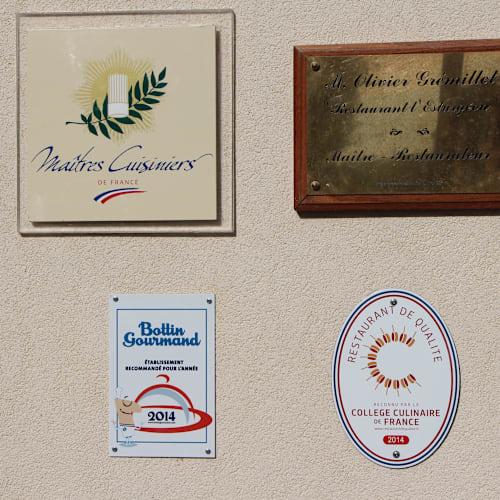 Maîtres Cuisiniers
DE FRANCE
M. Olivier Grémillet
Restaurant l'Esturgeon
Maître - Restaurateur
Bottin
Gourmand
ÉTABLISSEMENT
RECOMMANDÉ POUR L'ANNÉE
2014
RESTAURANT DE QUALITÉ
RECONNU PAR LE
COLLEGE CULINAIRE
DE FRANCE
2014